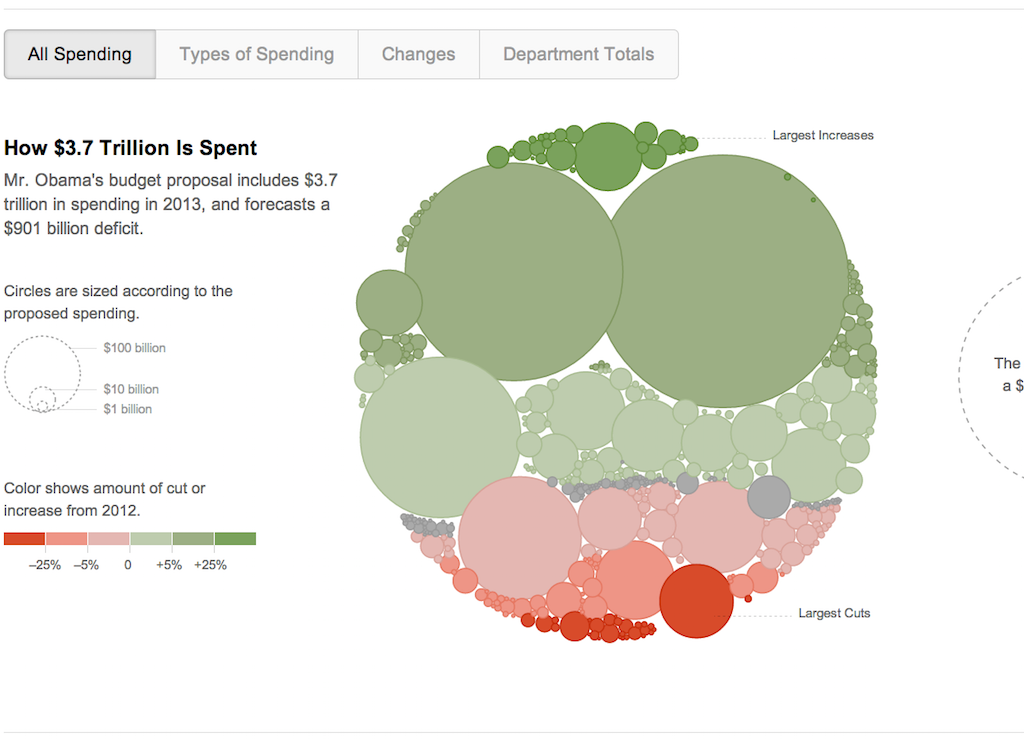 All Spending
Types of Spending
Changes
Department Totals
How $3.7 Trillion Is Spent
Mr. Obama's budget proposal includes $3.7
trillion in spending in 2013, and forecasts a
$901 billion deficit.
Circles are sized according to the
proposed spending.
$100 billion
$10 billion
$1 billion
Color shows amount of cut or
increase from 2012.
–25% –5% 0 +5% +25%
Largest Increases
Largest Cuts
The
a $